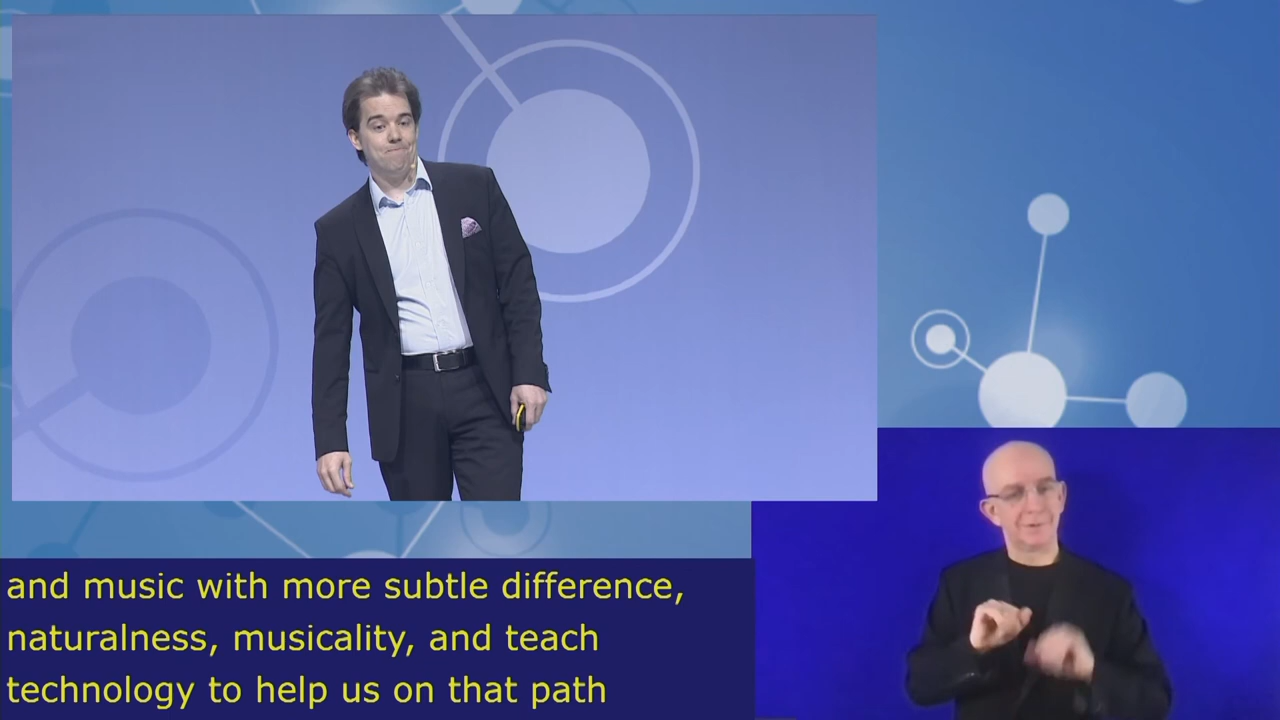 and music with more subtle difference,
naturalness, musicality, and teach
technology to help us on that path